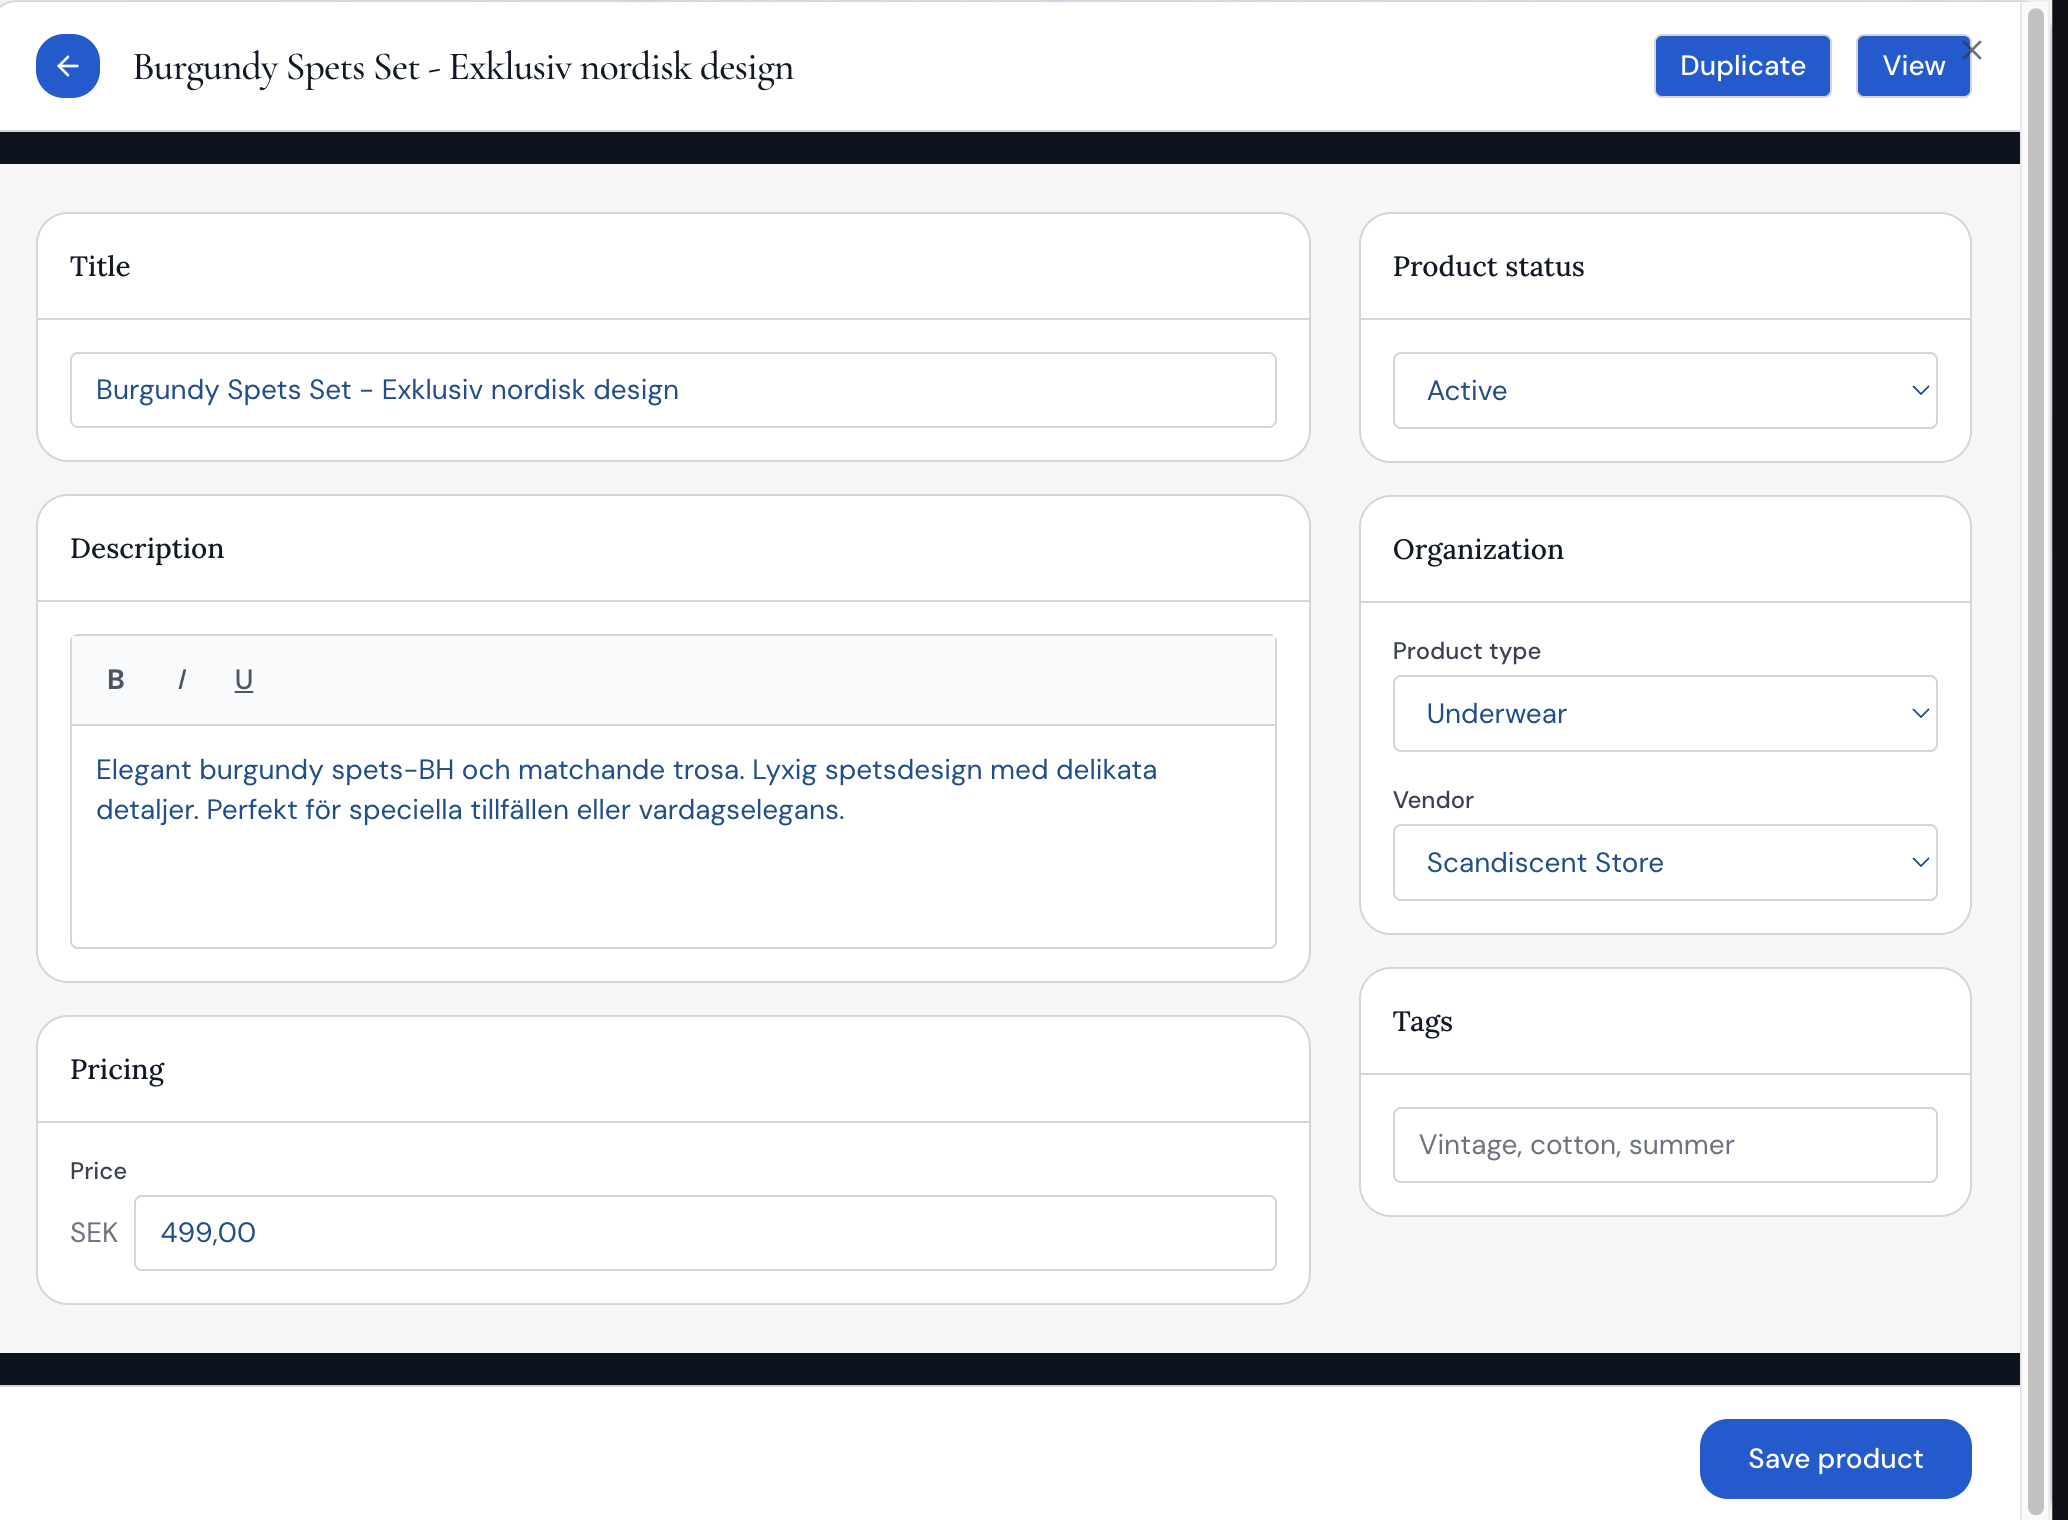 Burgundy Spets Set - Exklusiv nordisk design
Duplicate
View
Title
Burgundy Spets Set - Exklusiv nordisk design
Description
B I U
Elegant burgundy spets-BH och matchande trosa. Lyxig spetsdesign med delikata
detaljer. Perfekt för speciella tillfällen eller vardagselegans.
Pricing
Price
SEK 499,00
Product status
Active
Organization
Product type
Underwear
Vendor
Scandiscent Store
Tags
Vintage, cotton, summer
Save product